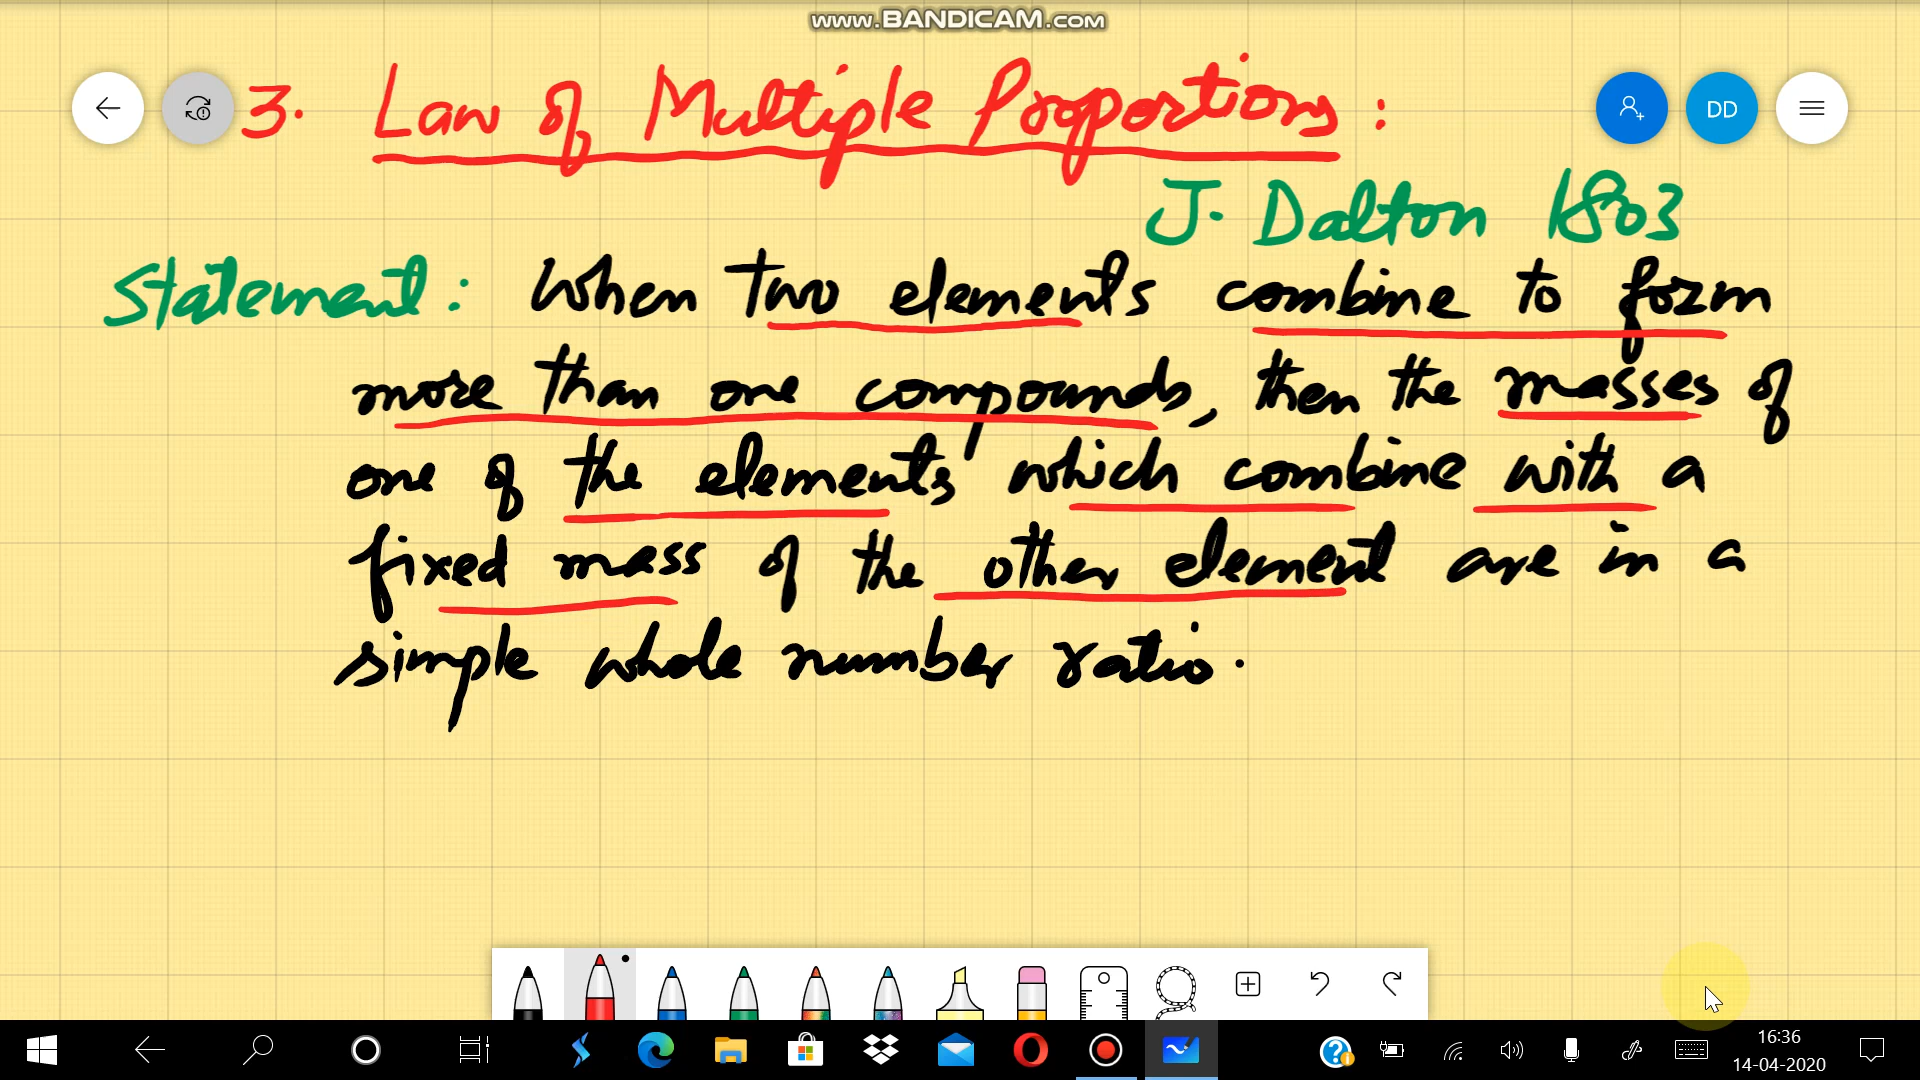 www.BANDICAM.com
3. Law of Multiple Proportions :
DD
J. Dalton 1803
Statement : When two elements combine to form
more than one compounds, then the masses of
one of the elements which combine with a
fixed mass of the other element are in a
simple whole number ratio.
16:36
14-04-2020